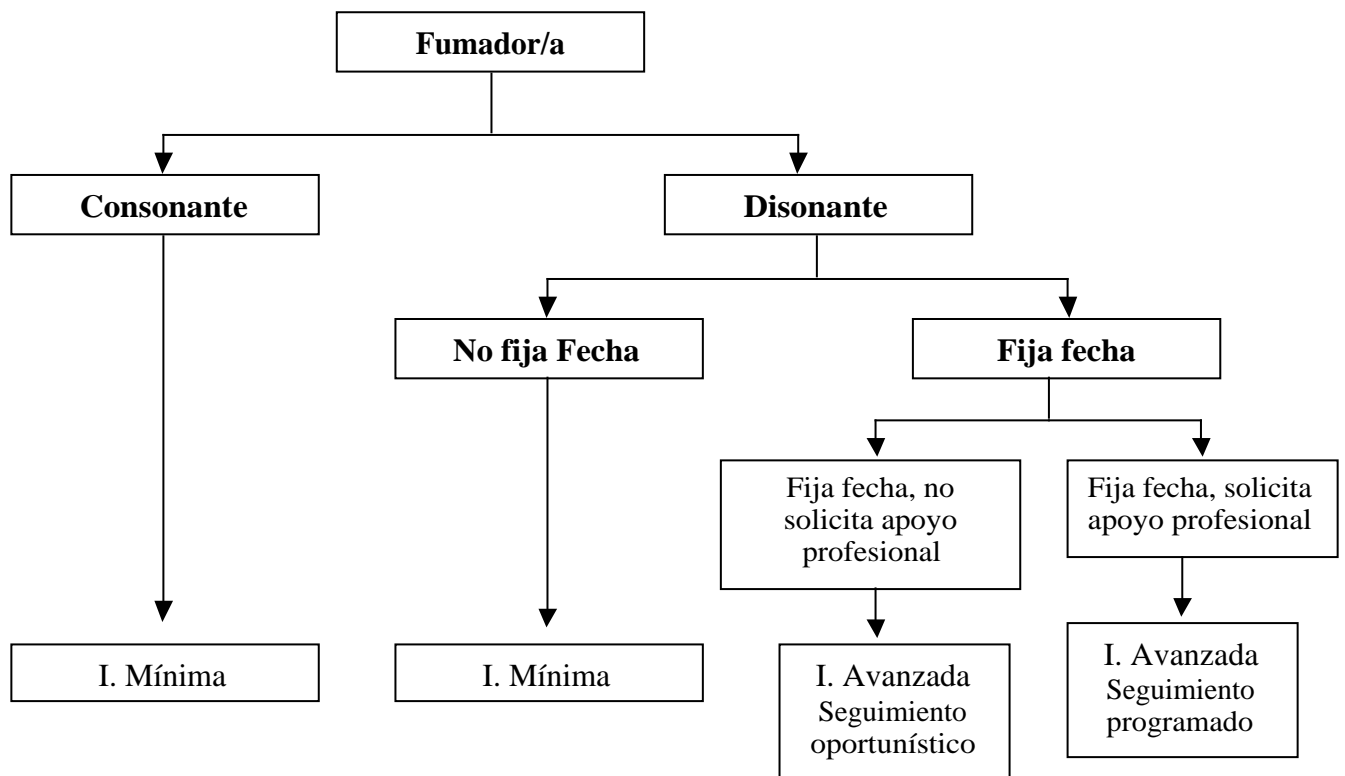 Fumador/a
Consonante
Disonante
No fija Fecha
Fija fecha
Fija fecha, no
solicita apoyo
profesional
Fija fecha, solicita
apoyo profesional
I. Mínima
I. Mínima
I. Avanzada
Seguimiento
oportunístico
I. Avanzada
Seguimiento
programado